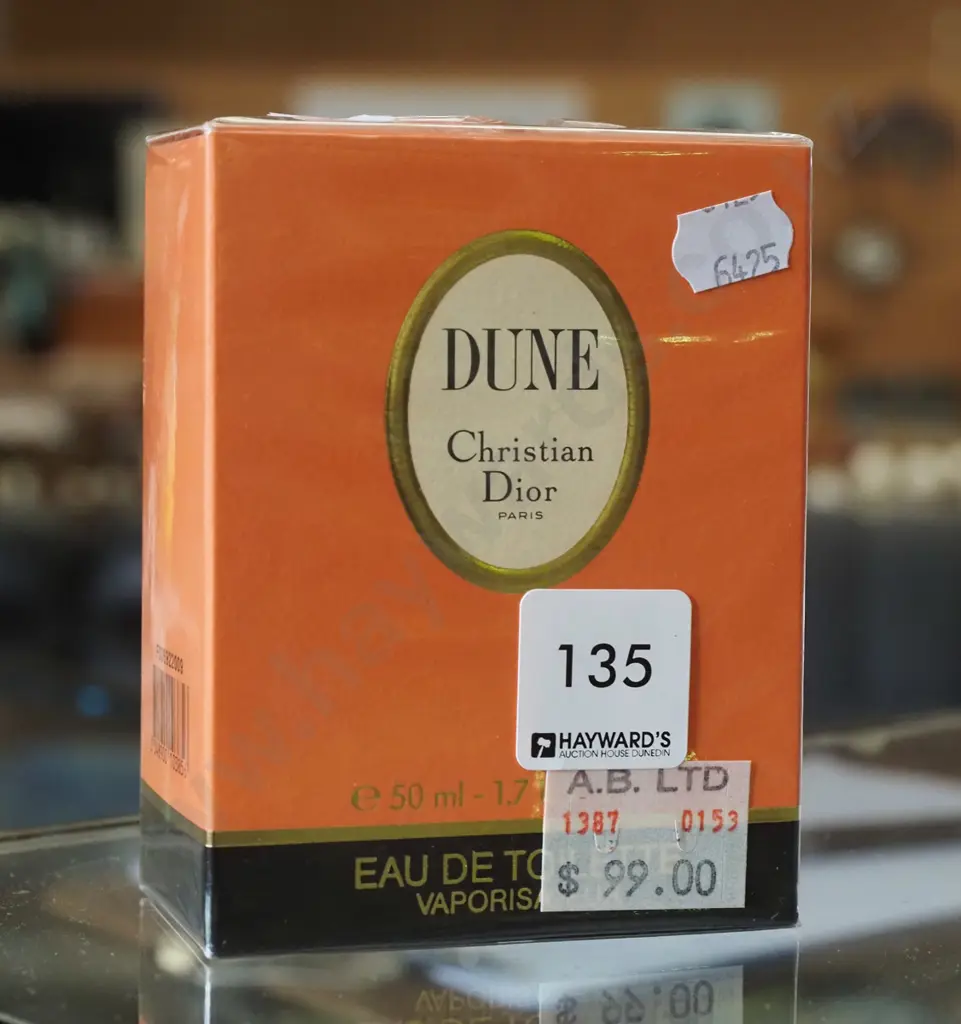 6425
DUNE
Christian
Dior
PARIS
135
HAYWARD'S
AUCTION HOUSE DUNEDIN
e 50 ml - 1.7
A.B. LTD
1387 0153
$ 99.00
EAU DE TOILETTE
VAPORISA